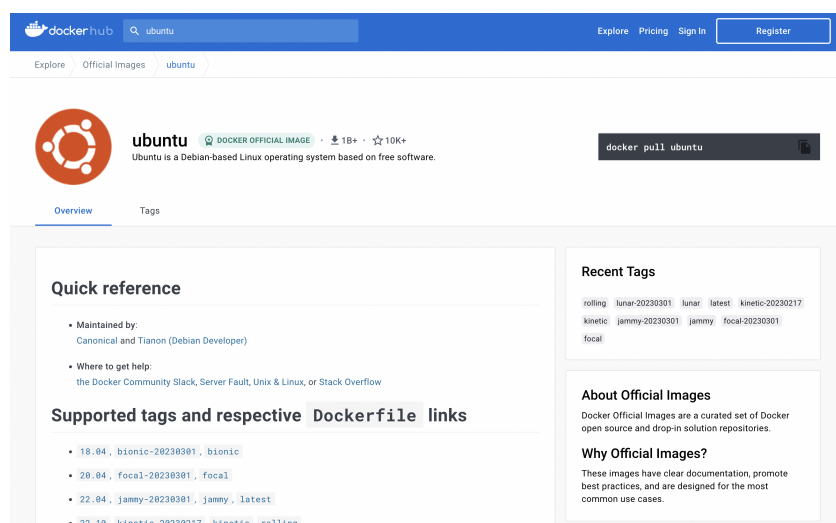 dockerhub
ubuntu
Explore Pricing Sign In Register
Explore Official Images ubuntu
ubuntu DOCKER OFFICIAL IMAGE · 1B+ · 10K+
Ubuntu is a Debian-based Linux operating system based on free software.
docker pull ubuntu
Overview Tags
Quick reference
• Maintained by:
Canonical and Tianon (Debian Developer)
• Where to get help:
the Docker Community Slack, Server Fault, Unix & Linux, or Stack Overflow
Supported tags and respective Dockerfile links
• 18.04, bionic-20230301, bionic
• 20.04, focal-20230301, focal
• 22.04, jammy-20230301, jammy, latest
22.10, kinetic-20230217, kinetic, rolling
Recent Tags
rolling lunar-20230301 lunar latest kinetic-20230217
kinetic jammy-20230301 jammy focal-20230301
focal
About Official Images
Docker Official Images are a curated set of Docker
open source and drop-in solution repositories.
Why Official Images?
These images have clear documentation, promote
best practices, and are designed for the most
common use cases.